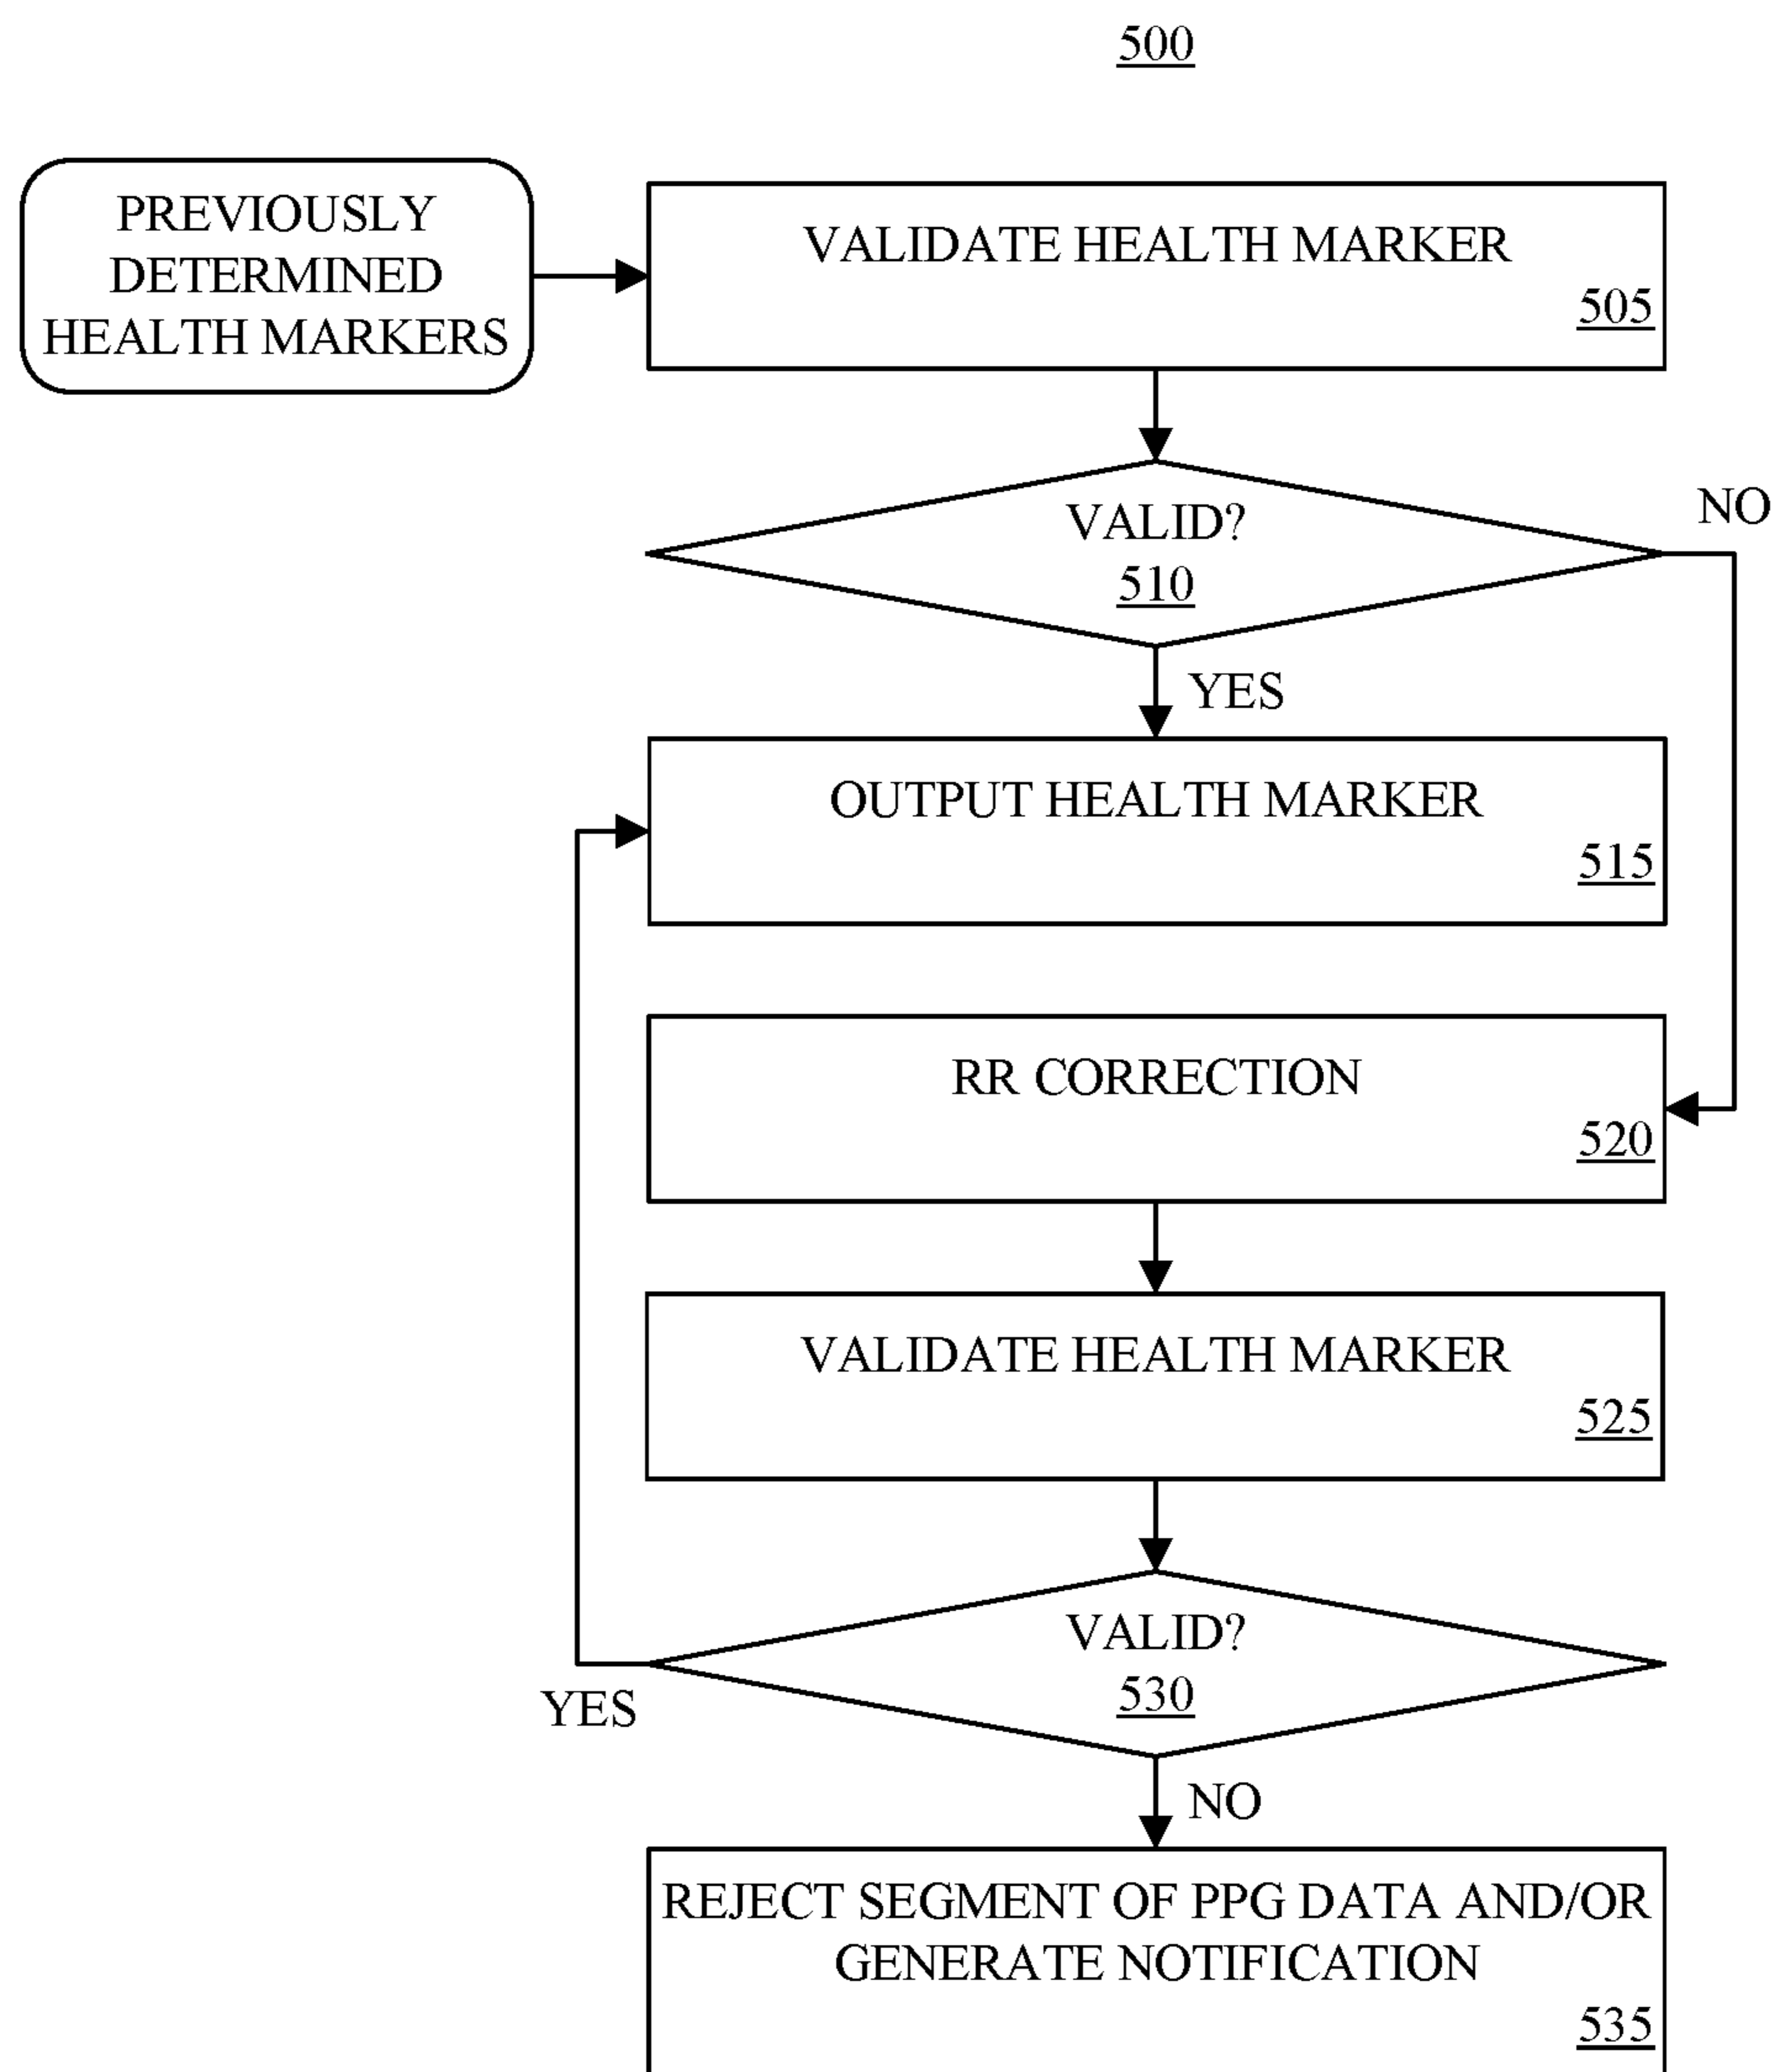 500
PREVIOUSLY
DETERMINED
HEALTH MARKERS
VALIDATE HEALTH MARKER
505
VALID?
510
NO
YES
OUTPUT HEALTH MARKER
515
RR CORRECTION
520
VALIDATE HEALTH MARKER
525
VALID?
530
YES
NO
REJECT SEGMENT OF PPG DATA AND/OR
GENERATE NOTIFICATION
535